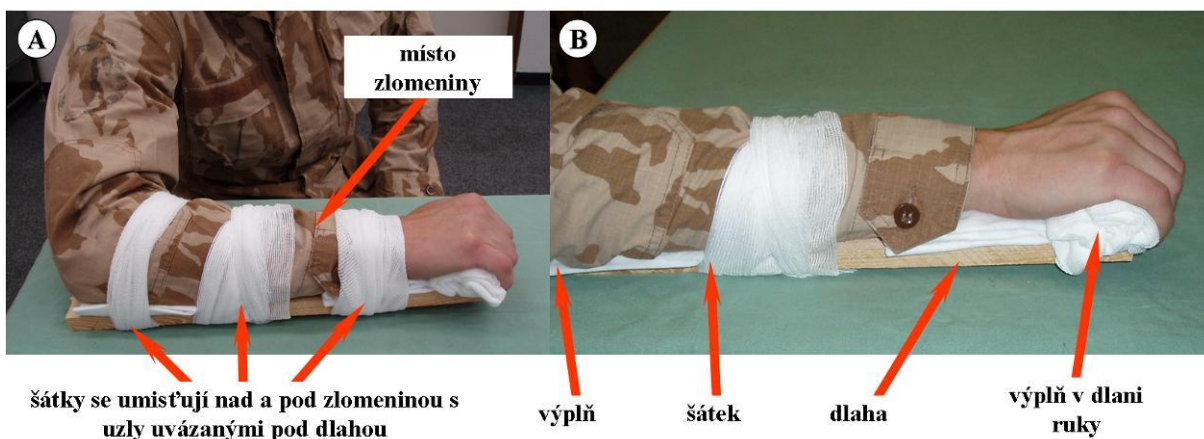 A
místo
zlomeniny
B
šátky se umisťují nad a pod zlomeninou s
uzly uvázanými pod dlahou
výplň
šátek
dlaha
výplň v dlani
ruky